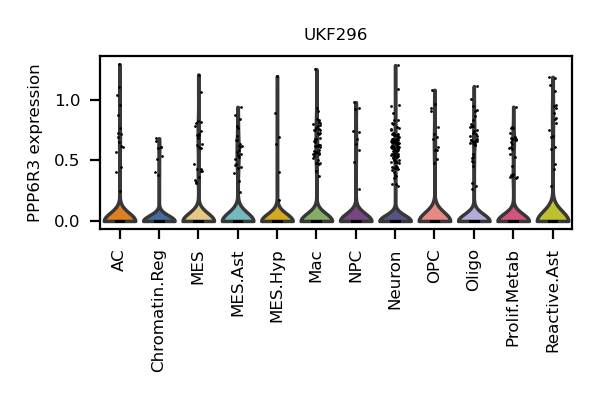 UKF296
PPP6R3 expression
1.0
0.5
0.0
AC
Chromatin.Reg
MES
MES.Ast
MES.Hyp
Mac
NPC
Neuron
OPC
Oligo
Prolif.Metab
Reactive.Ast